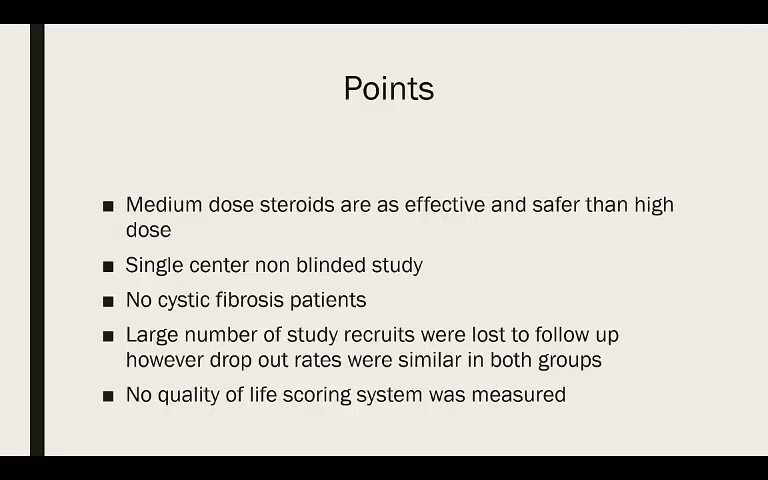 Points
■ Medium dose steroids are as effective and safer than high
dose
■ Single center non blinded study
■ No cystic fibrosis patients
■ Large number of study recruits were lost to follow up
however drop out rates were similar in both groups
■ No quality of life scoring system was measured